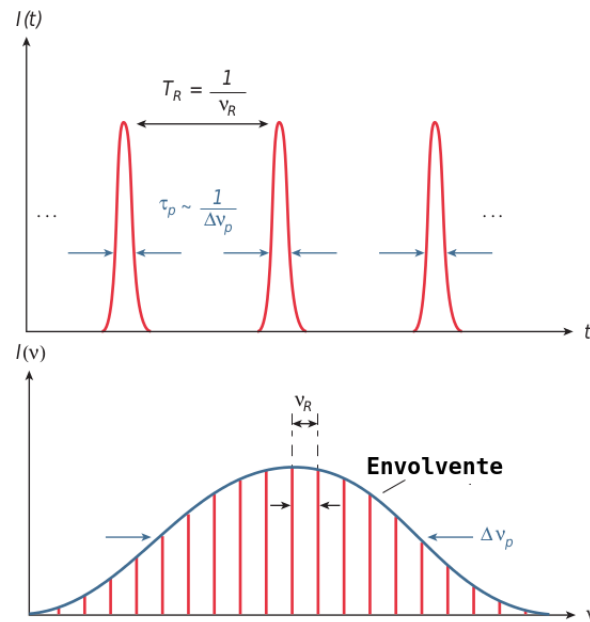 I(t)
T_R = 1/ν_R
... τ_p ~ 1/Δν_p ...
t
I(ν)
ν_R
Envolvente
Δν_p
ν